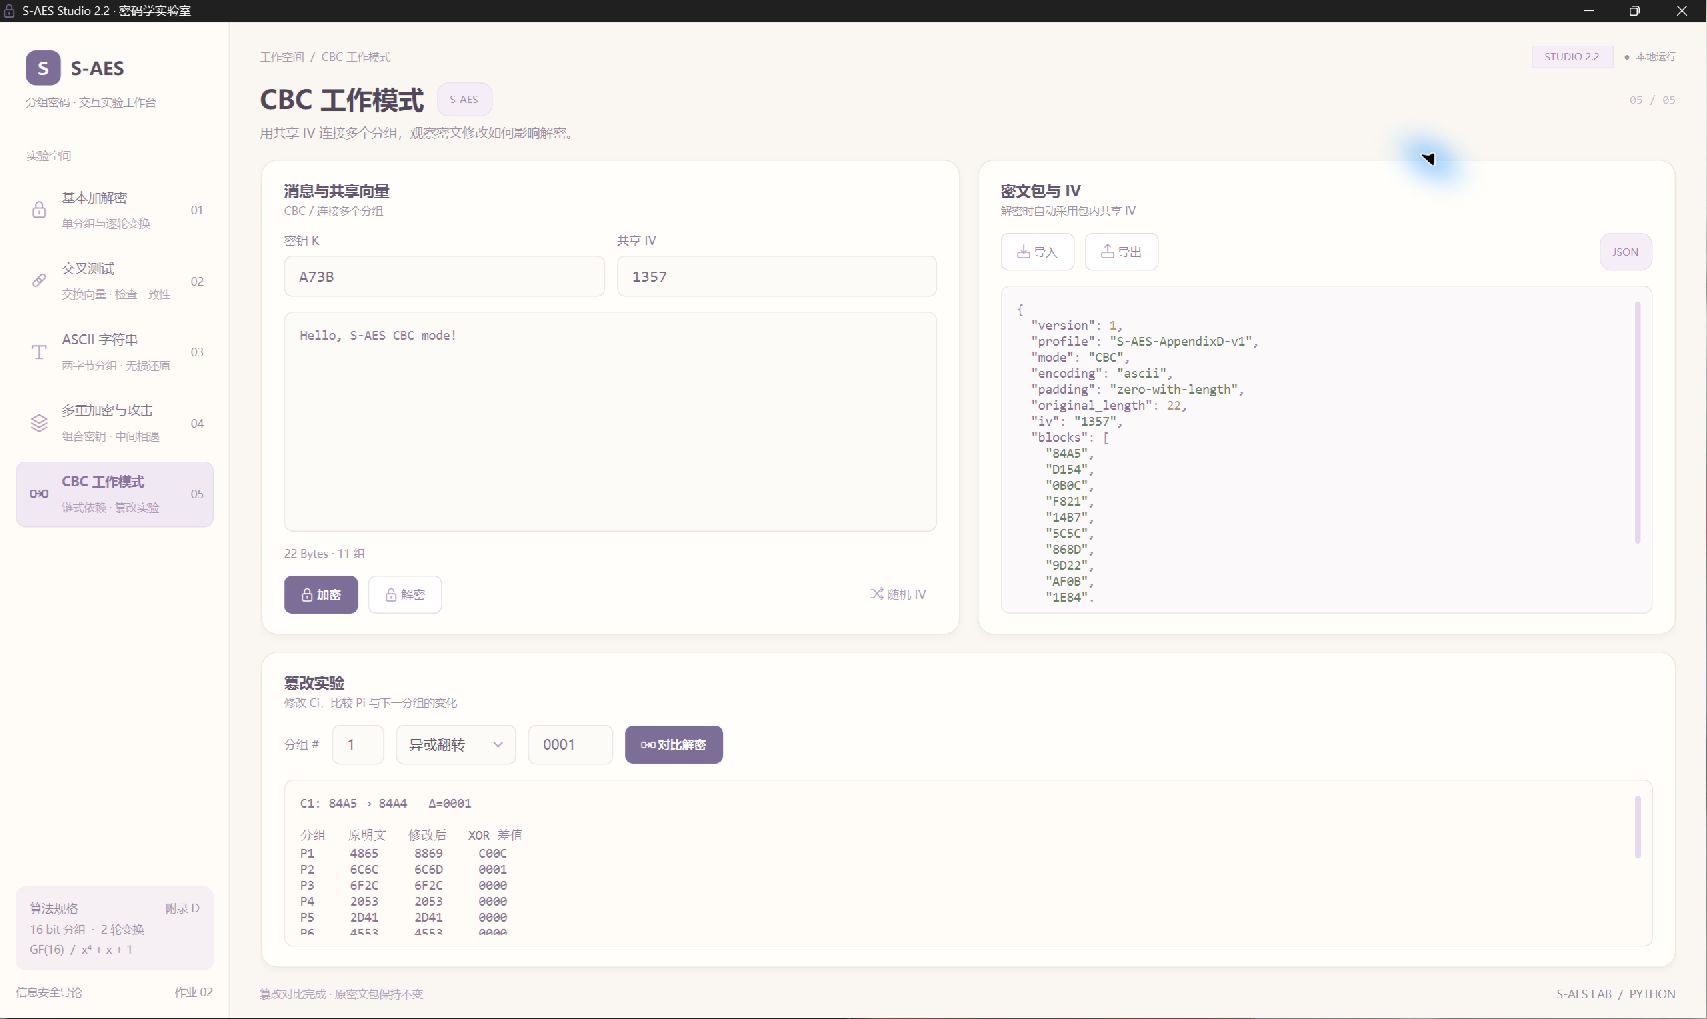 S-AES Studio 2.2 · 密码学实验室
S
S-AES
分组密码 · 交互实验工作台
实验空间
基本加解密
单分组与逐轮变换
01
交叉测试
交换向量 · 检查一致性
02
ASCII 字符串
两字节分组 · 无损还原
03
多重加密与攻击
组合密钥 · 中间相遇
04
CBC 工作模式
链式依赖 · 篡改实验
05
算法规格
附录 D
16 bit 分组 · 2 轮变换
GF(16) / x⁴ + x + 1
信息安全导论
作业 02
工作空间 / CBC 工作模式
STUDIO 2.2
本地运行
CBC 工作模式
S-AES
05 / 05
用共享 IV 连接多个分组，观察密文修改如何影响解密。
消息与共享向量
CBC / 连接多个分组
密钥 K
共享 IV
A73B
1357
Hello, S-AES CBC mode!
22 Bytes · 11 组
加密
解密
随机 IV
密文包与 IV
解密时自动采用包内共享 IV
导入
导出
JSON
{
"version": 1,
"profile": "S-AES-AppendixD-v1",
"mode": "CBC",
"encoding": "ascii",
"padding": "zero-with-length",
"original_length": 22,
"iv": "1357",
"blocks": [
"84A5",
"D154",
"0B0C",
"F821",
"14B7",
"5C5C",
"868D",
"9D22",
"AF0B",
"1E84",
篡改实验
修改 Ci，比较 Pi 与下一分组的变化
分组 #
1
异或翻转
0001
对比解密
C1: 84A5 → 84A4 Δ=0001
分组 原明文 修改后 XOR 差值
P1 4865 8869 C00C
P2 6C6C 6C6D 0001
P3 6F2C 6F2C 0000
P4 2053 2053 0000
P5 2D41 2D41 0000
P6 4553 4553 0000
篡改对比完成 · 原密文包保持不变
S-AES LAB / PYTHON